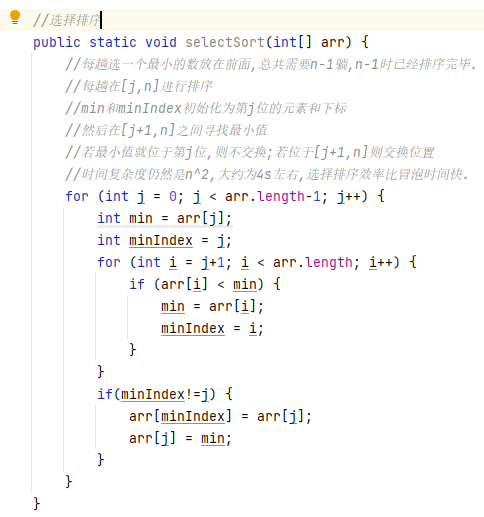 //选择排序
public static void selectSort(int[] arr) {
//每趟选一个最小的数放在前面,总共需要n-1躺,n-1时已经排序完毕.
//每趟在[j,n]进行排序
//min和minIndex初始化为第j位的元素和下标
//然后在[j+1,n]之间寻找最小值
//若最小值就位于第j位,则不交换;若位于[j+1,n]则交换位置
//时间复杂度仍然是n^2,大约为4s左右,选择排序效率比冒泡时间快.
for (int j = 0; j < arr.length-1; j++) {
int min = arr[j];
int minIndex = j;
for (int i = j+1; i < arr.length; i++) {
if (arr[i] < min) {
min = arr[i];
minIndex = i;
}
}
if(minIndex!=j) {
arr[minIndex] = arr[j];
arr[j] = min;
}
}
}